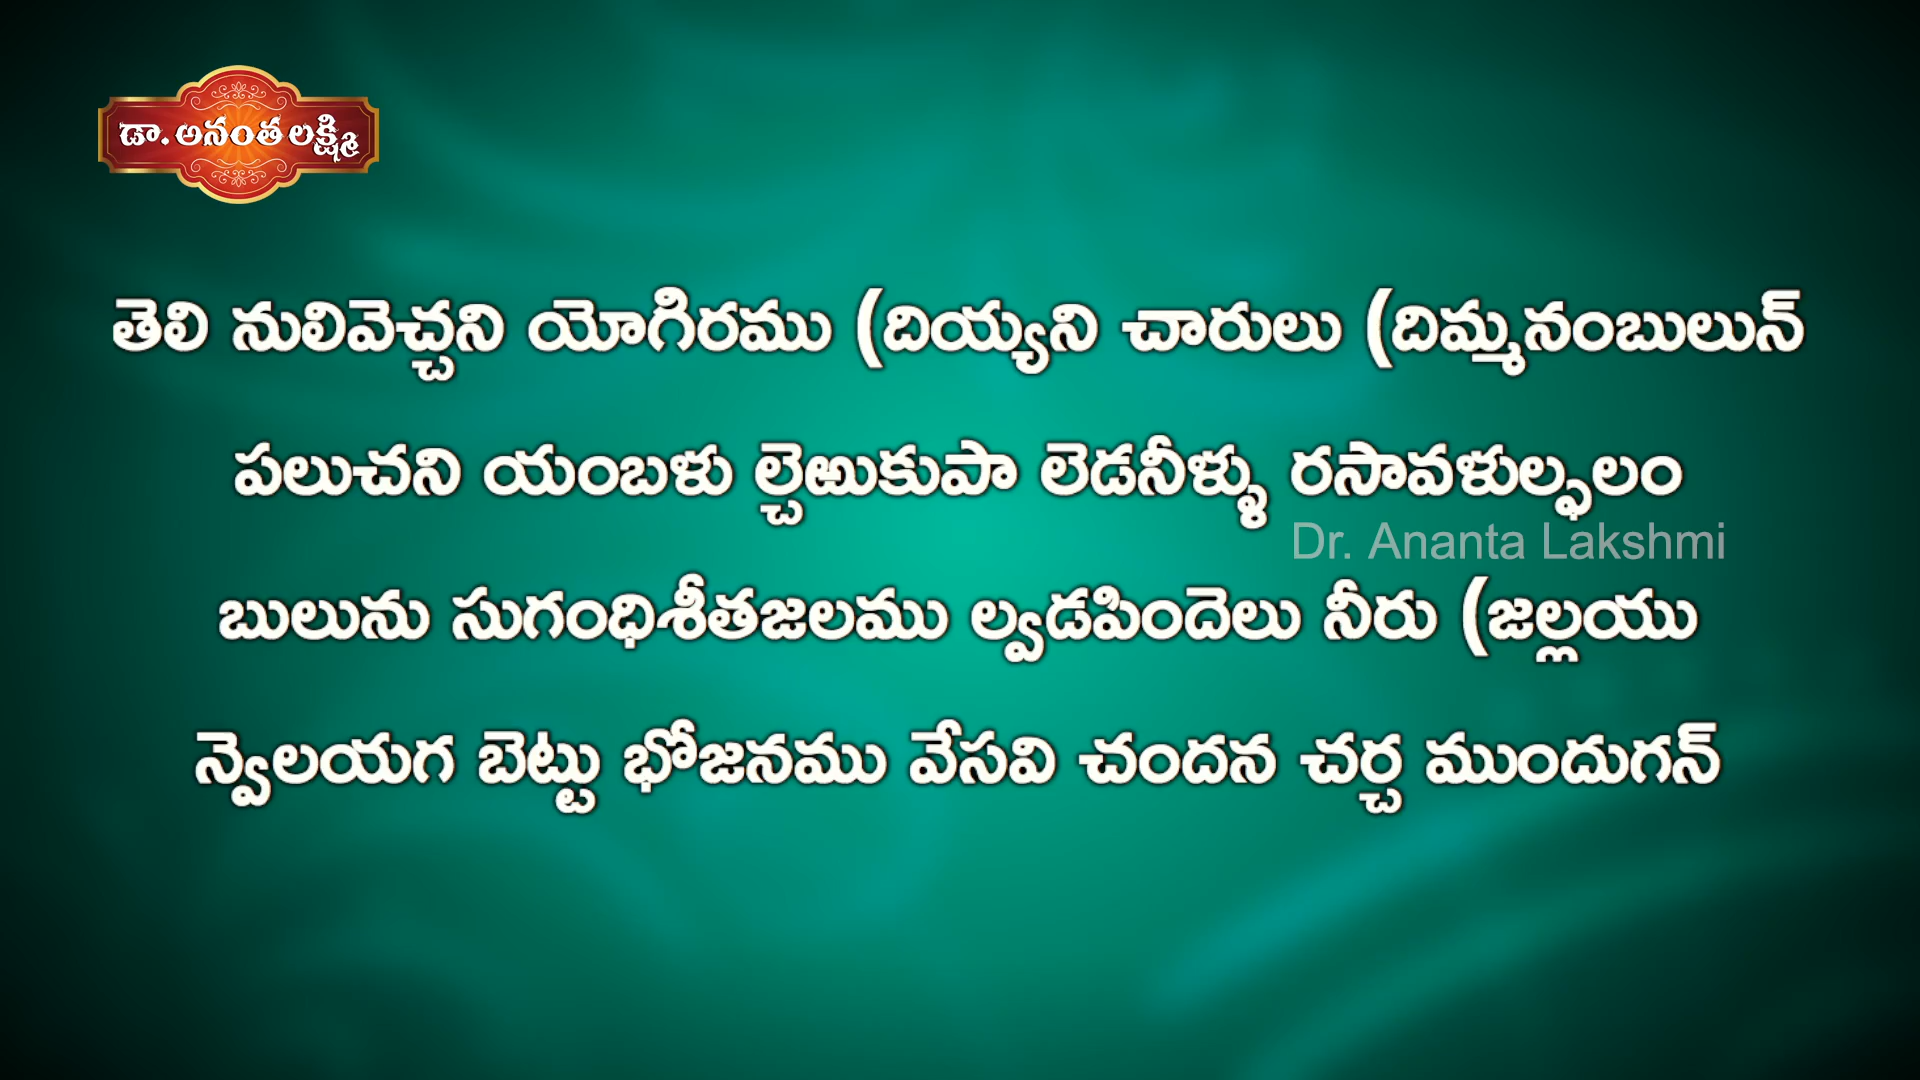 డా. అనంత లక్ష్మి
తెలి నులివెచ్చని యోగిరము (దియ్యని చారులు (దిమ్మనంబులున్
పలుచని యంబళు ల్చెఱుకుపా లెడనీళ్ళు రసావళుల్ఫలం
Dr. Ananta Lakshmi
బులును సుగంధిశీతజలము ల్వడపిందెలు నీరు (జల్లయు
న్వెలయగ బెట్టు భోజనము వేసవి చందన చర్చ ముందుగన్